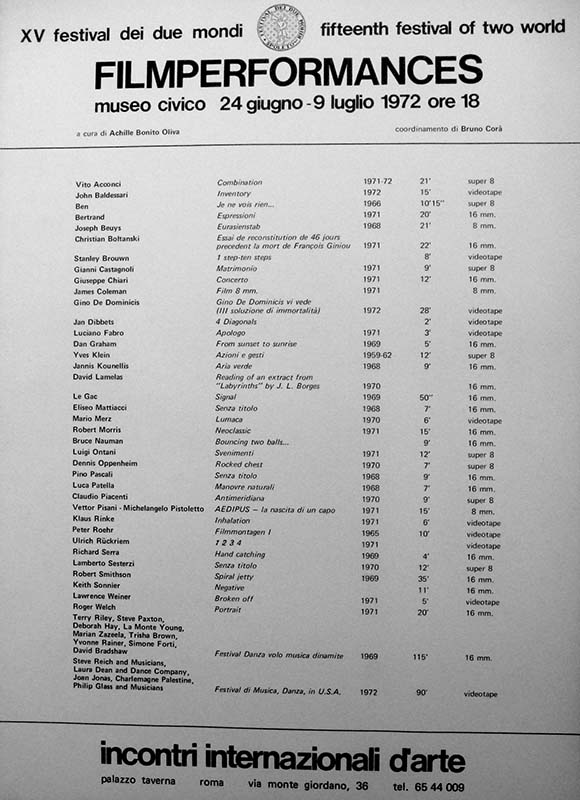 XV festival dei due mondi fifteenth festival of two world
FESTIVAL DEI DUE MONDI SPOLETO
FILMPERFORMANCES
museo civico 24 giugno - 9 luglio 1972 ore 18
a cura di Achille Bonito Oliva coordinamento di Bruno Corà
Vito Acconci Combination 1971-72 21' super 8
John Baldessari Inventory 1972 15' videotape
Ben Je ne vois rien... 1966 10'15" super 8
Bertrand Espressioni 1971 20' 16 mm.
Joseph Beuys Eurasienstab 1968 21' 8 mm.
Christian Boltanski Essai de reconstitution de 46 jours
precedent la mort de François Giniou 1971 22' 16 mm.
Stanley Brouwn 1 step-ten steps 8' videotape
Gianni Castagnoli Matrimonio 1971 9' super 8
Giuseppe Chiari Concerto 1971 12' 16 mm.
James Coleman Film 8 mm. 1971 8 mm.
Gino De Dominicis Gino De Dominicis vi vede
(III soluzione di immortalità) 1972 28' videotape
Jan Dibbets 4 Diagonals 2' videotape
Luciano Fabro Apologo 1971 3' videotape
Dan Graham From sunset to sunrise 1969 5' 16 mm.
Yves Klein Azioni e gesti 1959-62 12' super 8
Jannis Kounellis Aria verde 1968 9' 16 mm.
David Lamelas Reading of an extract from
"Labyrinths" by J. L. Borges 1970 16 mm.
Le Gac Signal 1969 50" 16 mm.
Eliseo Mattiacci Senza titolo 1968 7' 16 mm.
Mario Merz Lumaca 1970 6' videotape
Robert Morris Neoclassic 1971 15' 16 mm.
Bruce Nauman Bouncing two balls... 9' 16 mm.
Luigi Ontani Svenimenti 1971 12' super 8
Dennis Oppenheim Rocked chest 1970 7' super 8
Pino Pascali Senza titolo 1968 9' 16 mm.
Luca Patella Manovre naturali 1968 7' 16 mm.
Claudio Piacenti Antimeridiana 1970 9' super 8
Vettor Pisani - Michelangelo Pistoletto AEDIPUS – la nascita di un capo 1971 15' 8 mm.
Klaus Rinke Inhalation 1971 6' videotape
Peter Roehr Filmmontagen I 1965 10' videotape
Ulrich Rückriem 1 2 3 4 1971 videotape
Richard Serra Hand catching 1969 4' 16 mm.
Lamberto Sesterzi Senza titolo 1970 12' super 8
Robert Smithson Spiral jetty 1969 35' 16 mm.
Keith Sonnier Negative 11' 16 mm.
Lawrence Weiner Broken off 1971 5' videotape
Roger Welch Portrait 1971 20' 16 mm.
Terry Riley, Steve Paxton,
Deborah Hay, La Monte Young,
Marian Zazeela, Trisha Brown,
Yvonne Rainer, Simone Forti,
David Bradshaw Festival Danza volo musica dinamite 1969 115' 16 mm.
Steve Reich and Musicians,
Laura Dean and Dance Company,
Joan Jonas, Charlemagne Palestine,
Philip Glass and Musicians Festival di Musica, Danza, in U.S.A. 1972 90' videotape
incontri internazionali d'arte
palazzo taverna roma via monte giordano, 36 tel. 65 44 009